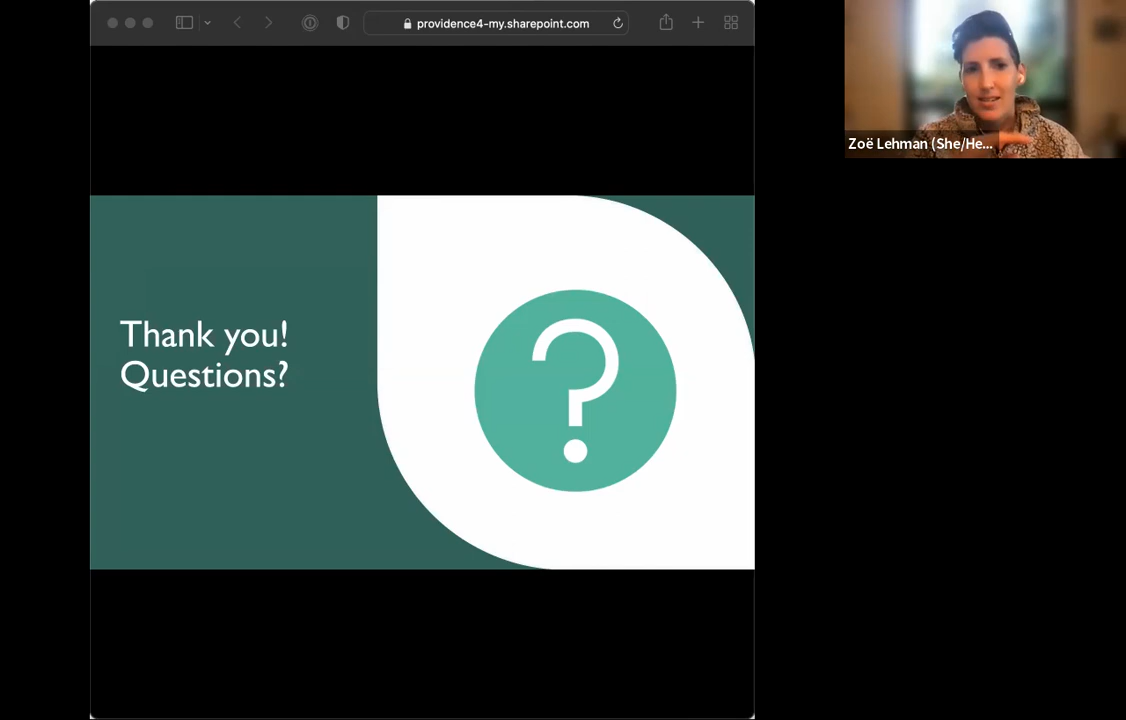 providence4-my.sharepoint.com
Zoë Lehman (She/He...
Thank you!
Questions?
?